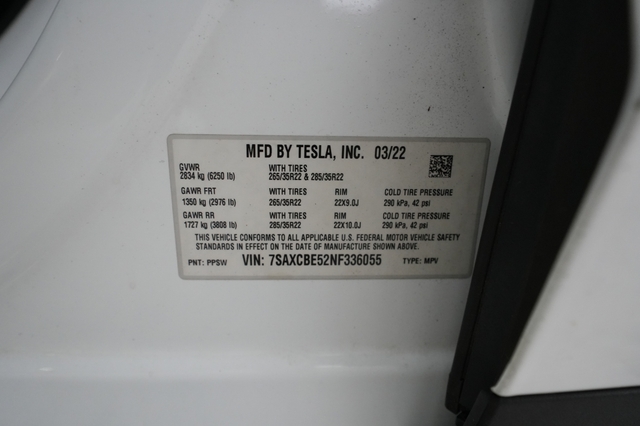 MFD BY TESLA, INC. 03/22
GVWR WITH TIRES
2834 kg (6250 lb) 265/35R22 & 285/35R22
GAWR FRT WITH TIRES RIM COLD TIRE PRESSURE
1350 kg (2976 lb) 265/35R22 22X9.0J 290 kPa, 42 psi
GAWR RR WITH TIRES RIM COLD TIRE PRESSURE
1727 kg (3808 lb) 285/35R22 22X10.0J 290 kPa, 42 psi
THIS VEHICLE CONFORMS TO ALL APPLICABLE U.S. FEDERAL MOTOR VEHICLE SAFETY
STANDARDS IN EFFECT ON THE DATE OF MANUFACTURE SHOWN ABOVE.
PNT: PPSW VIN: 7SAXCBE52NF336055 TYPE: MPV